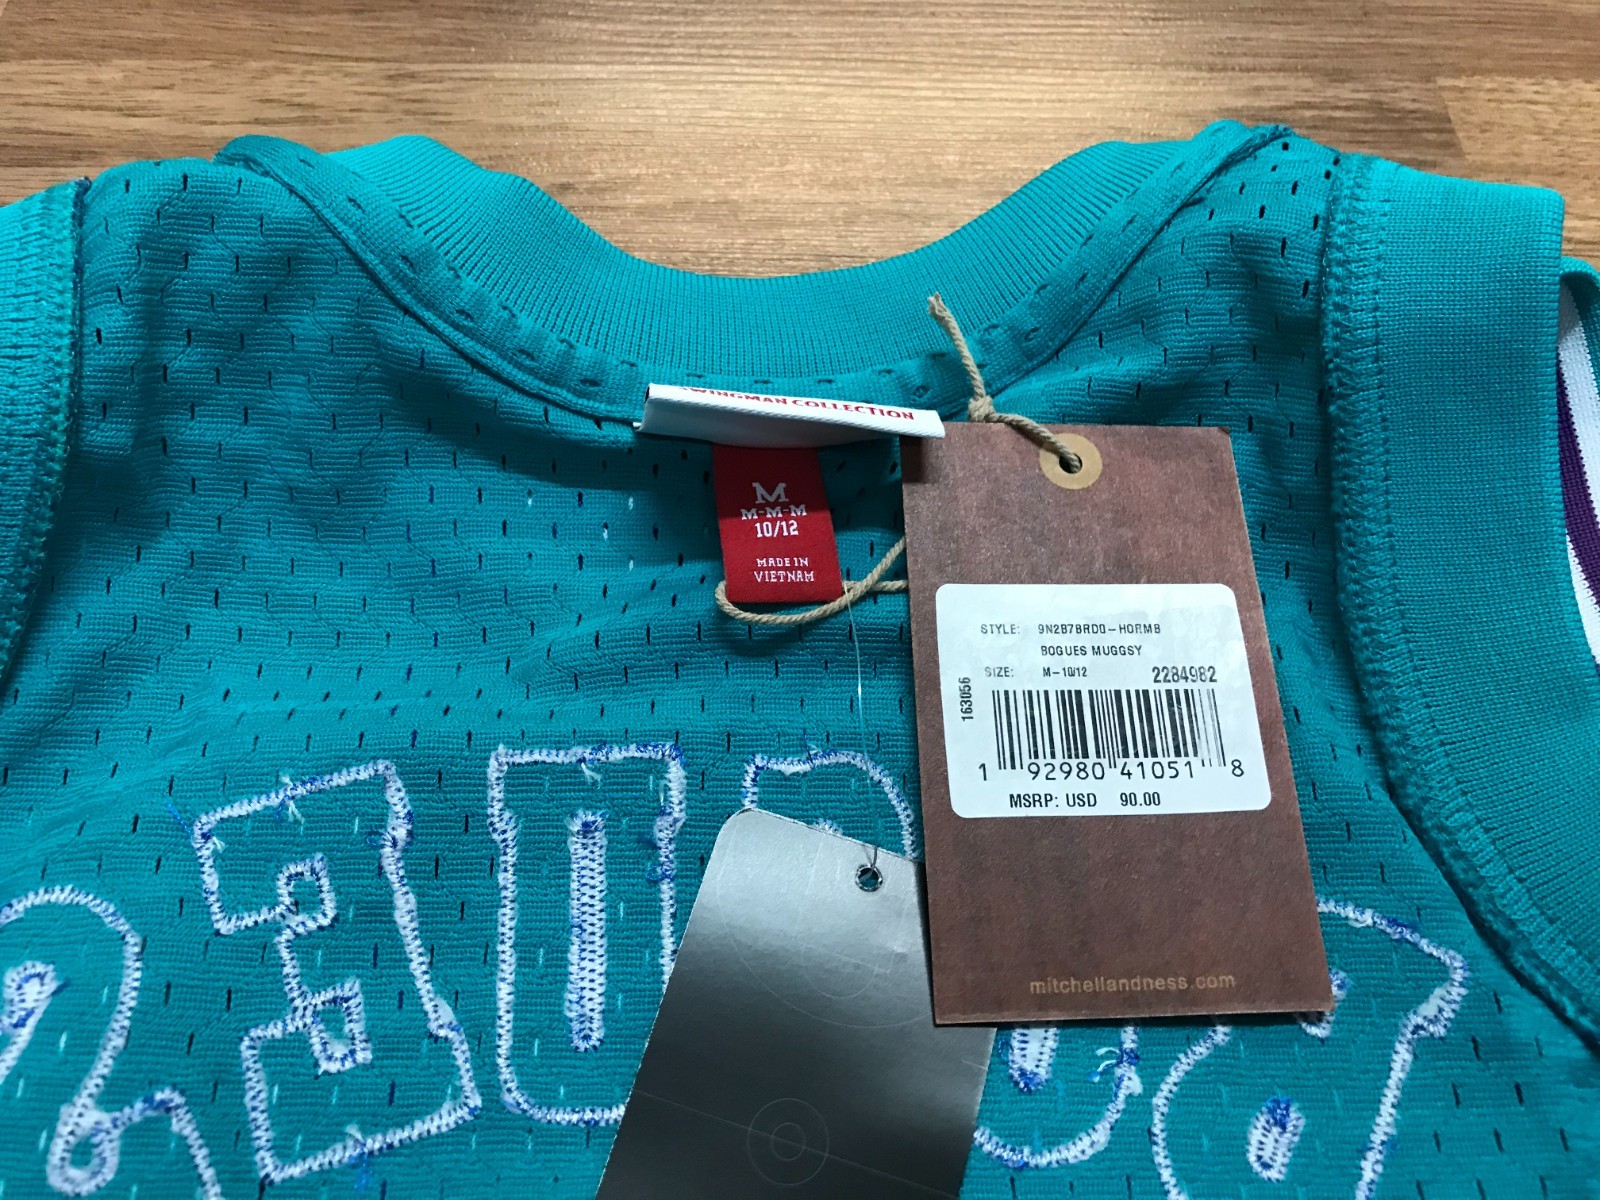 WINGMAN COLLECTION
M
M-M-M
10/12
MADE IN
VIETNAM
STYLE: 9N2B7BRD0-HORMB
BOGUES MUGGSY
SIZE: M-10/12 2284982
163056
1 92980 41051 8
MSRP: USD 90.00
mitchellandness.com